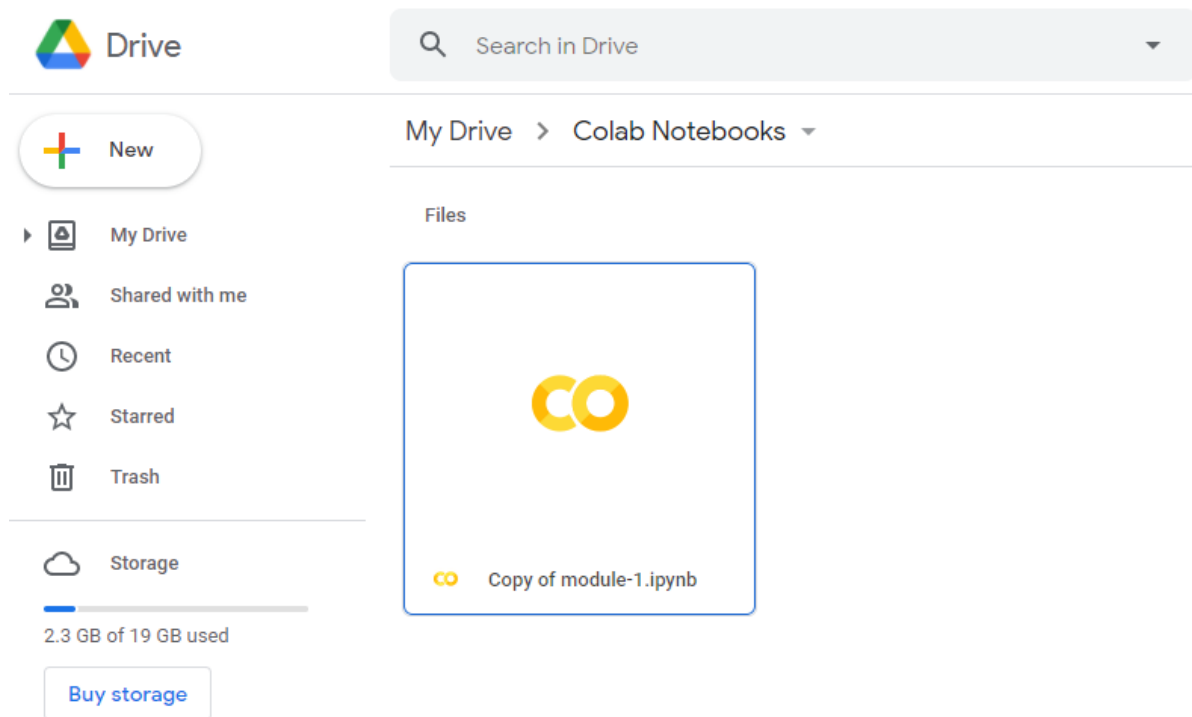 Drive
Search in Drive
New
My Drive > Colab Notebooks
Files
My Drive
Shared with me
Recent
Starred
Trash
Storage
2.3 GB of 19 GB used
Buy storage
CO
Copy of module-1.ipynb